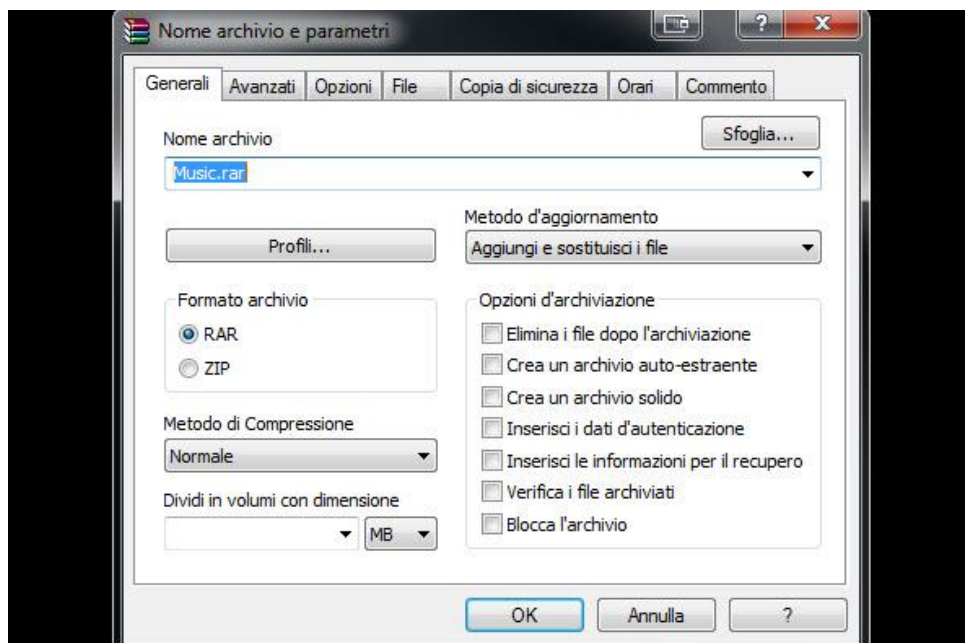 Nome archivio e parametri
?
X
Generali Avanzati Opzioni File Copia di sicurezza Orari Commento
Nome archivio
Sfoglia...
Music.rar
Metodo d'aggiornamento
Profili...
Aggiungi e sostituisci i file
Formato archivio
RAR
ZIP
Opzioni d'archiviazione
Elimina i file dopo l'archiviazione
Crea un archivio auto-estraente
Crea un archivio solido
Inserisci i dati d'autenticazione
Inserisci le informazioni per il recupero
Verifica i file archiviati
Blocca l'archivio
Metodo di Compressione
Normale
Dividi in volumi con dimensione
MB
OK Annulla ?